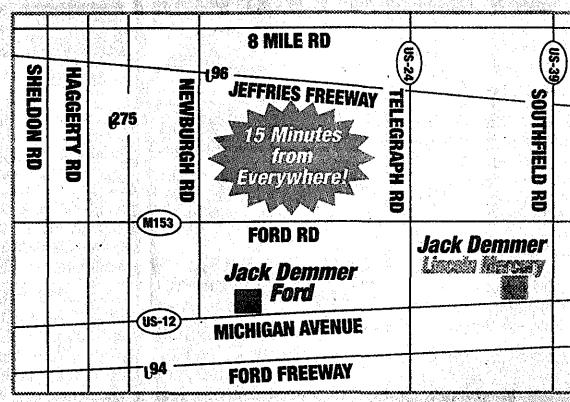 8 MILE RD
US-24
US-39
96
JEFFRIES FREEWAY
SHELDON RD
HAGGERTY RD
275
NEWBURGH RD
15 Minutes
from
Everywhere!
TELEGRAPH RD
SOUTHFIELD RD
M153
FORD RD
Jack Demmer
Lincoln Mercury
Jack Demmer
Ford
US-12
MICHIGAN AVENUE
94
FORD FREEWAY